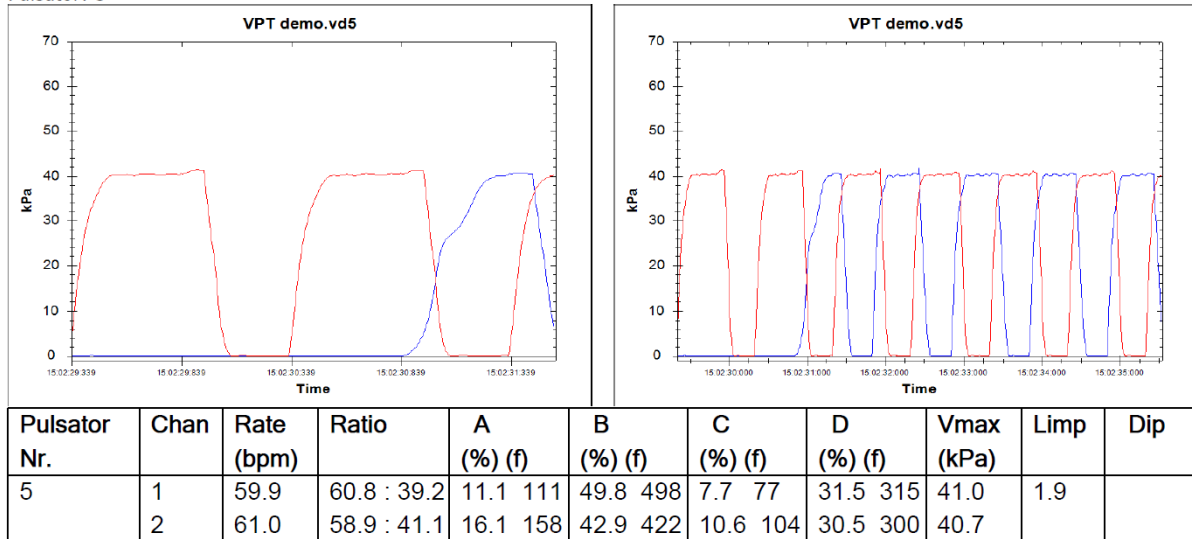 VPT demo.vd5
70
60
50
40
30
20
10
0
kPa
15:02:29:339 15:02:29:839 15:02:30:339 15:02:30:839 15:02:31:339
Time
VPT demo.vd5
70
60
50
40
30
20
10
0
kPa
15:02:30:000 15:02:31:000 15:02:32:000 15:02:33:000 15:02:34:000 15:02:35:000
Time
Pulsator Chan Rate Ratio A B C D Vmax Limp Dip
Nr. (bpm) (%) (f) (%) (f) (%) (f) (%) (f) (kPa)
5 1 59.9 60.8 : 39.2 11.1 111 49.8 498 7.7 77 31.5 315 41.0 1.9
2 61.0 58.9 : 41.1 16.1 158 42.9 422 10.6 104 30.5 300 40.7